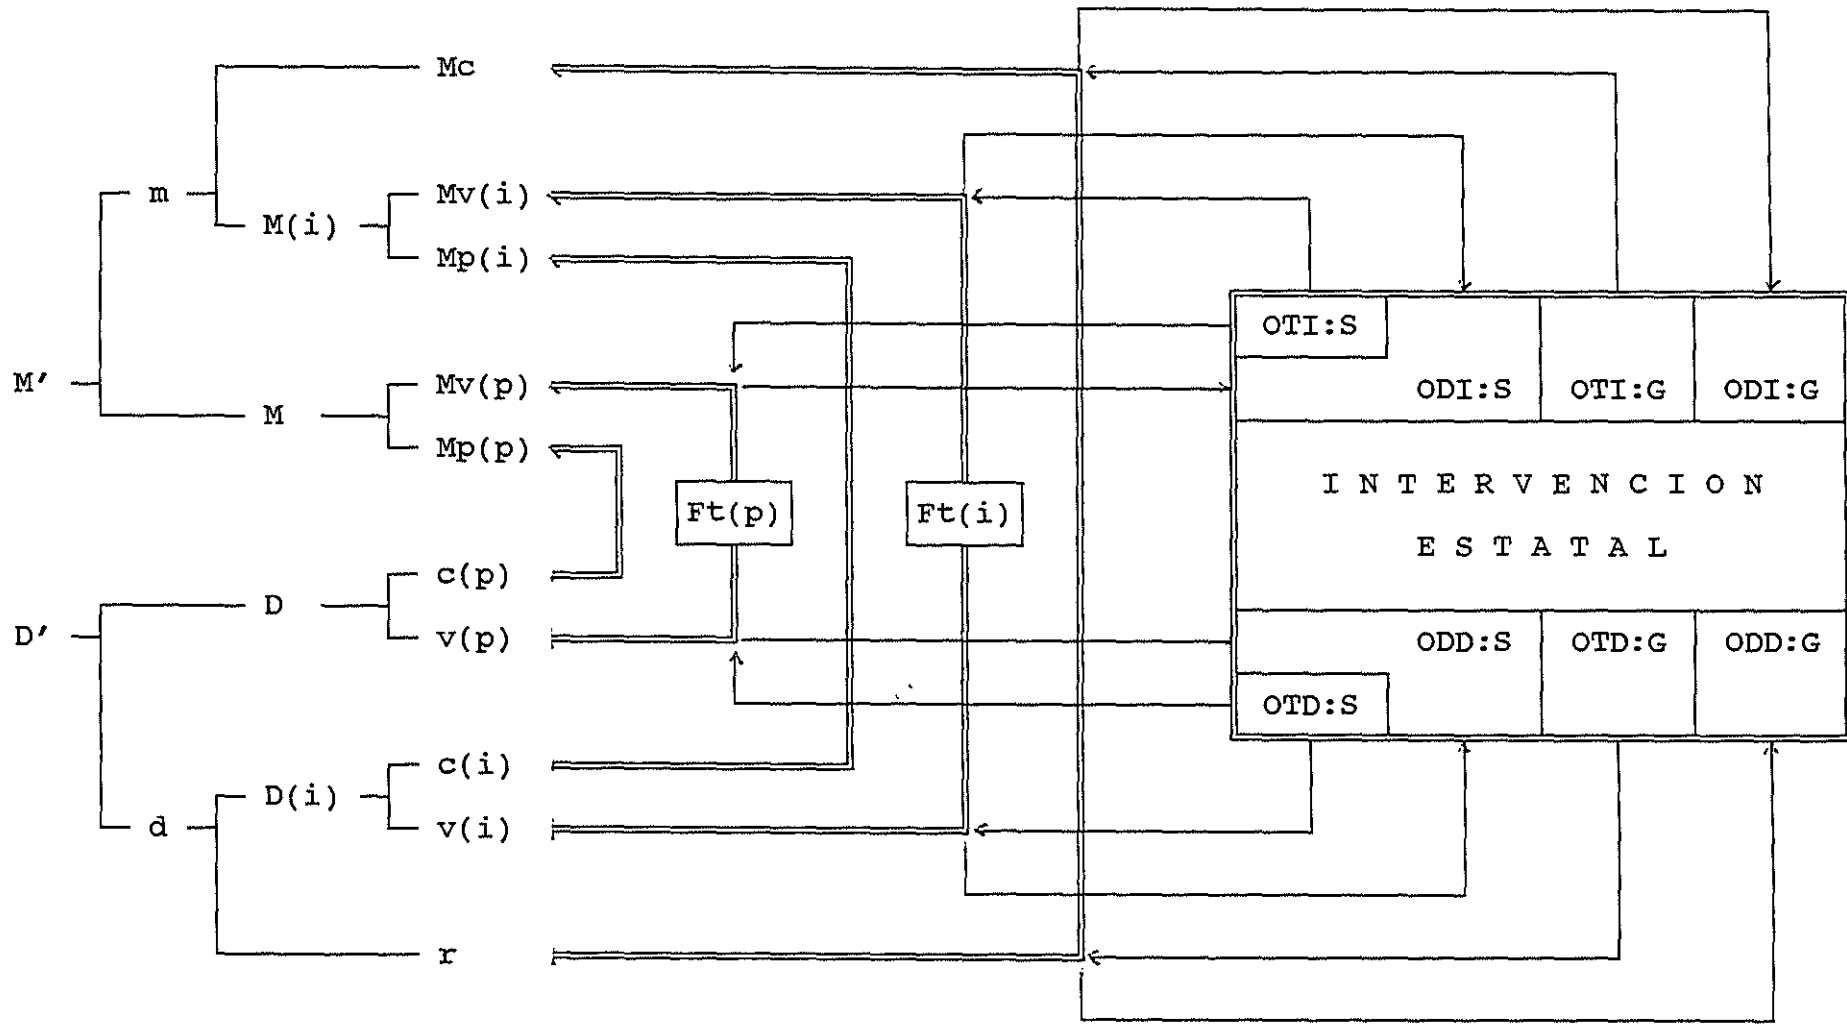 Mc
m
Mv(i)
M(i)
Mp(i)
OTI:S
M'
Mv(p)
ODI:S
OTI:G
ODI:G
M
Mp(p)
I N T E R V E N C I O N
Ft(p)
Ft(i)
E S T A T A L
c(p)
D
D'
v(p)
ODD:S
OTD:G
ODD:G
OTD:S
c(i)
D(i)
d
v(i)
r